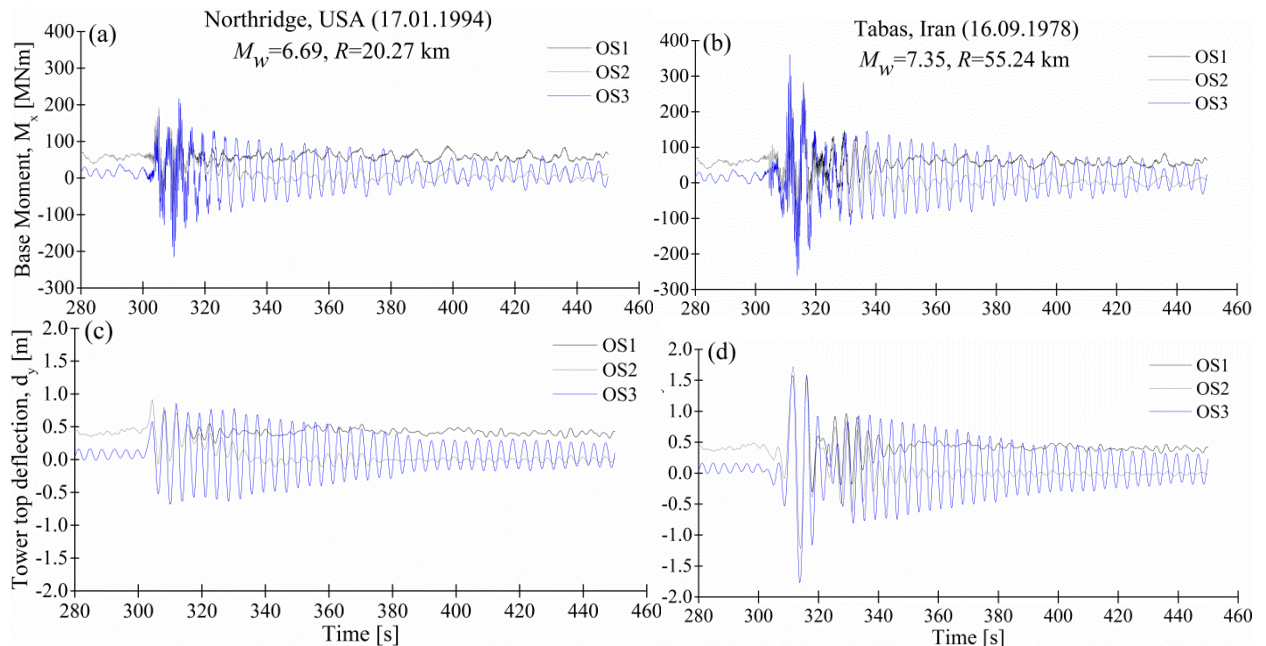 Northridge, USA (17.01.1994)
M_w=6.69, R=20.27 km
(a)
OS1
OS2
OS3
Base Moment, M_x [MNm]
400
300
200
100
0
-100
-200
-300
280 300 320 340 360 380 400 420 440 460
Tabas, Iran (16.09.1978)
M_w=7.35, R=55.24 km
(b)
OS1
OS2
OS3
400
300
200
100
0
-100
-200
-300
280 300 320 340 360 380 400 420 440 460
(c)
OS1
OS2
OS3
Tower top deflection, d_y [m]
2.0
1.5
1.0
0.5
0.0
-0.5
-1.0
-1.5
-2.0
280 300 320 340 360 380 400 420 440 460
Time [s]
(d)
OS1
OS2
OS3
2.0
1.5
1.0
0.5
0.0
-0.5
-1.0
-1.5
-2.0
280 300 320 340 360 380 400 420 440 460
Time [s]